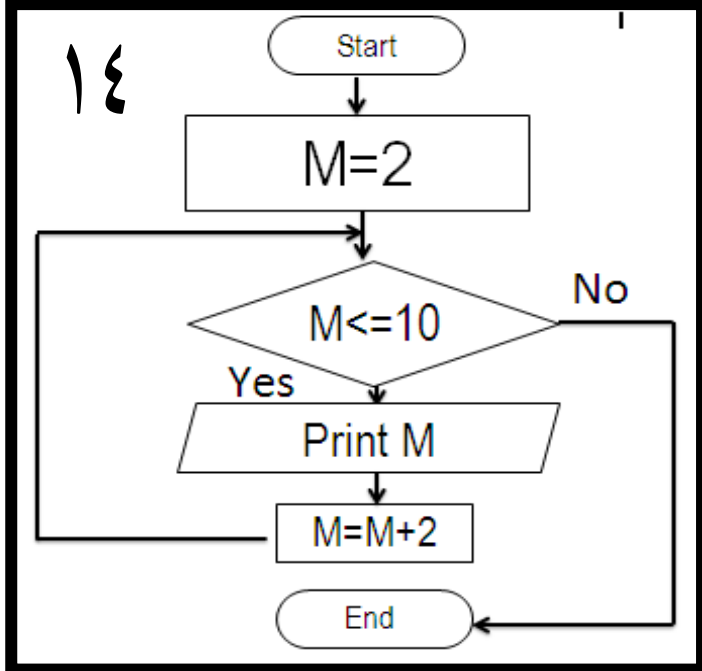 ١٤
Start
M=2
M<=10
No
Yes
Print M
M=M+2
End